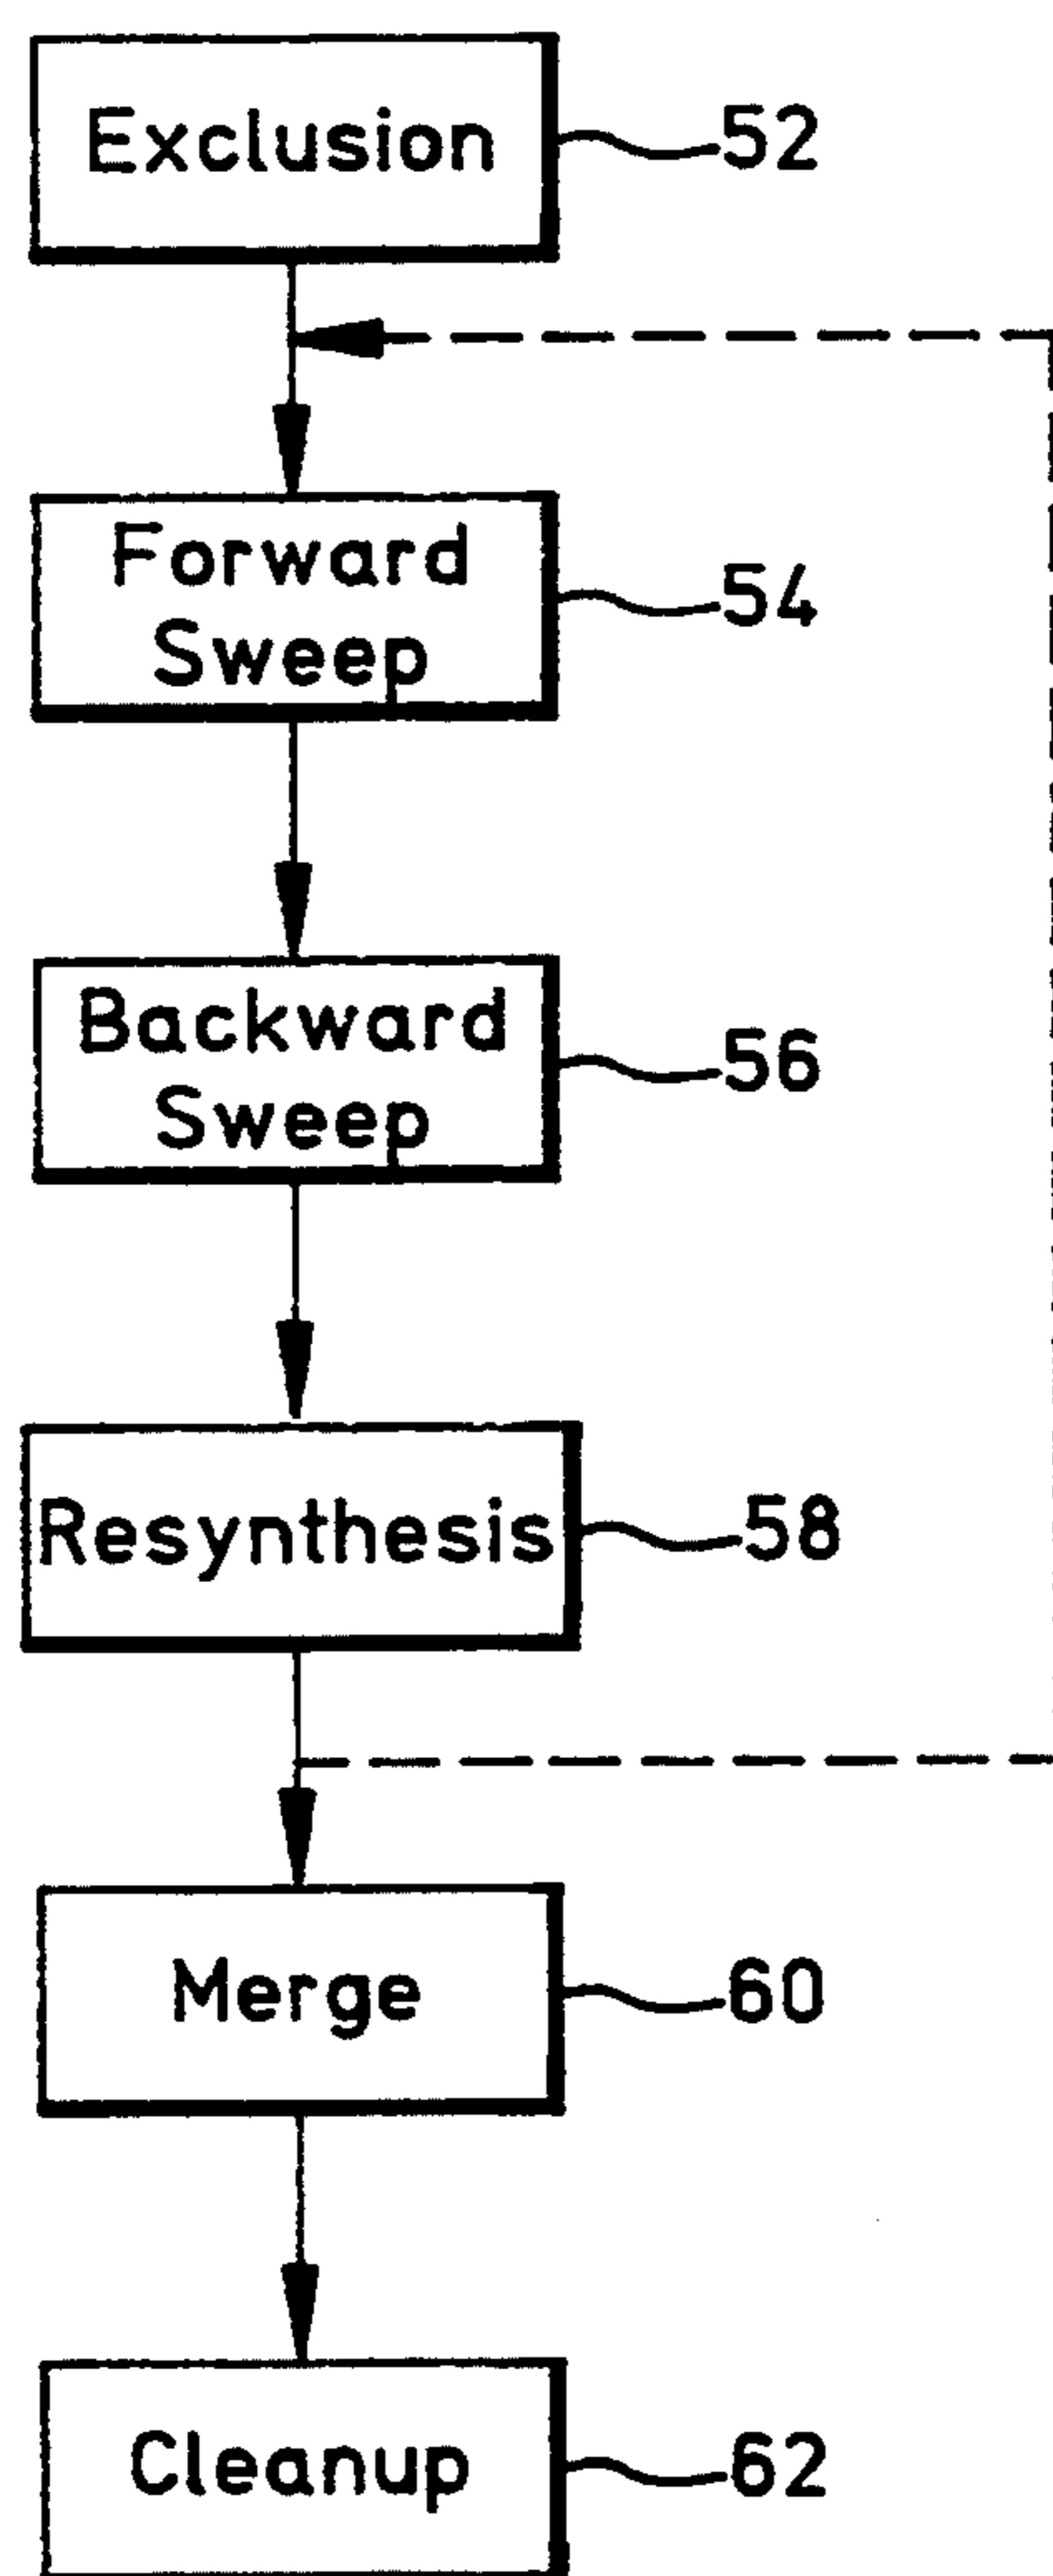 Exclusion
52
Forward
Sweep
54
Backward
Sweep
56
Resynthesis
58
Merge
60
Cleanup
62